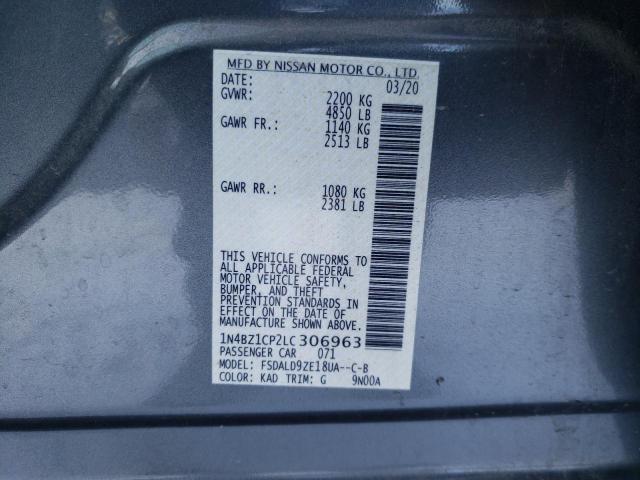 MFD BY NISSAN MOTOR CO., LTD.
DATE: 03/20
GVWR: 2200 KG
4850 LB
GAWR FR.: 1140 KG
2513 LB
GAWR RR.: 1080 KG
2381 LB
THIS VEHICLE CONFORMS TO
ALL APPLICABLE FEDERAL
MOTOR VEHICLE SAFETY,
BUMPER, AND THEFT
PREVENTION STANDARDS IN
EFFECT ON THE DATE OF
MANUFACTURE SHOWN ABOVE.
1N4BZ1CP2LC306963
PASSENGER CAR 071
MODEL: FSDALD9ZE18UA--C-B
COLOR: KAD TRIM: G 9N00A